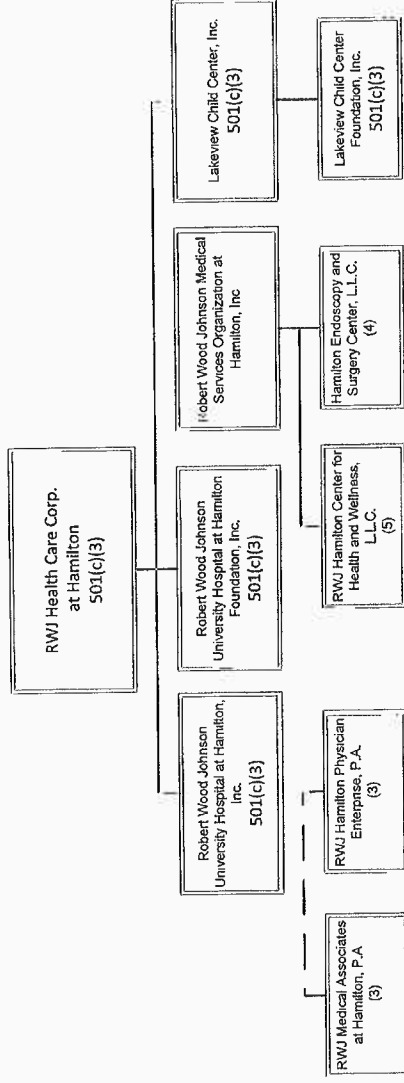 RWJ Health Care Corp.
at Hamilton
501(c)(3)
Robert Wood Johnson
University Hospital at Hamilton,
Inc.
501(c)(3)
Robert Wood Johnson
University Hospital at Hamilton
Foundation, Inc.
501(c)(3)
Robert Wood Johnson Medical
Services Organization at
Hamilton, Inc
Lakeview Child Center, Inc.
501(c)(3)
RWJ Medical Associates
at Hamilton, P.A
(3)
RWJ Hamilton Physician
Enterprise, P.A.
(3)
RWJ Hamilton Center for
Health and Wellness,
L.L.C.
(5)
Hamilton Endoscopy and
Surgery Center, L.L.C.
(4)
Lakeview Child Center
Foundation, Inc.
501(c)(3)